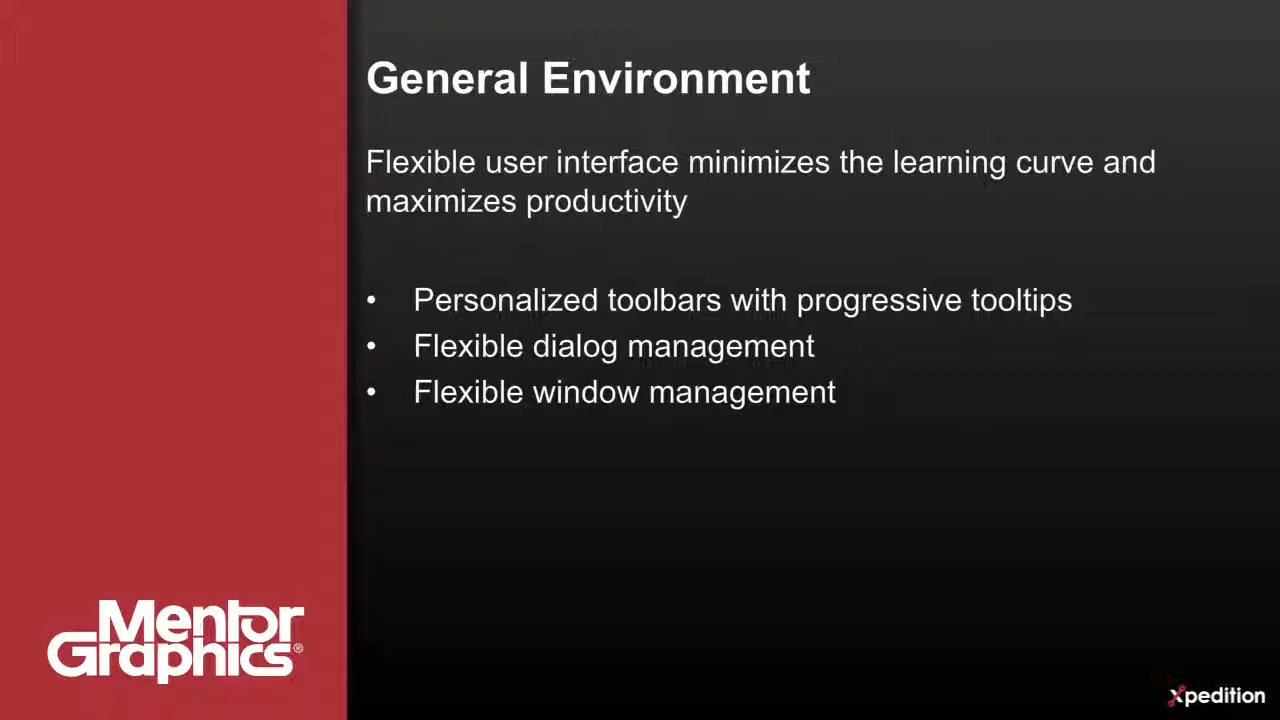 General Environment
Flexible user interface minimizes the learning curve and
maximizes productivity
• Personalized toolbars with progressive tooltips
• Flexible dialog management
• Flexible window management
Mentor
Graphics®
xpedition